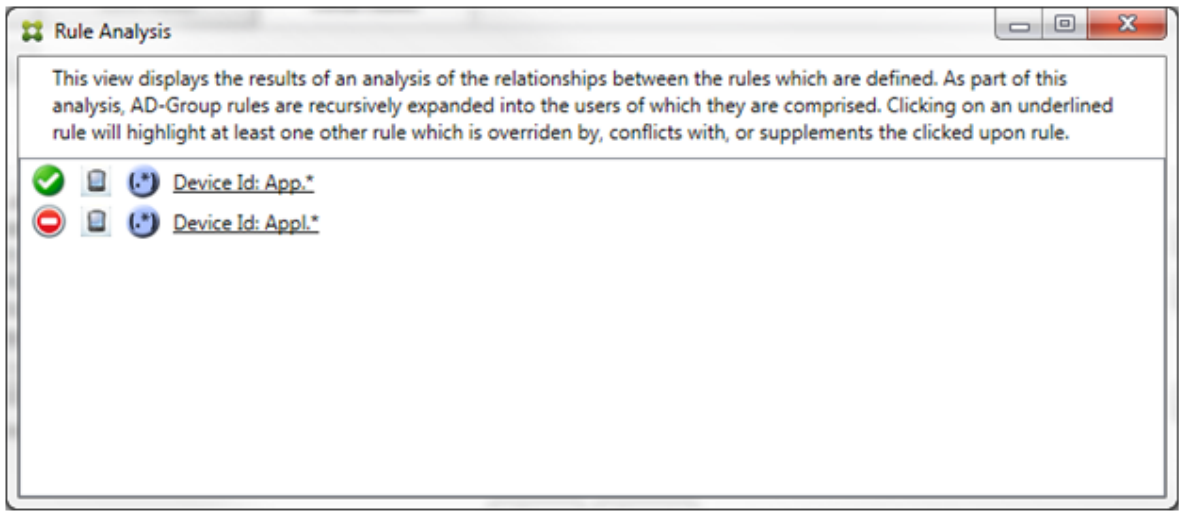 Rule Analysis
This view displays the results of an analysis of the relationships between the rules which are defined. As part of this
analysis, AD-Group rules are recursively expanded into the users of which they are comprised. Clicking on an underlined
rule will highlight at least one other rule which is overriden by, conflicts with, or supplements the clicked upon rule.
(.*) Device Id: App.*
(.*) Device Id: Appl.*